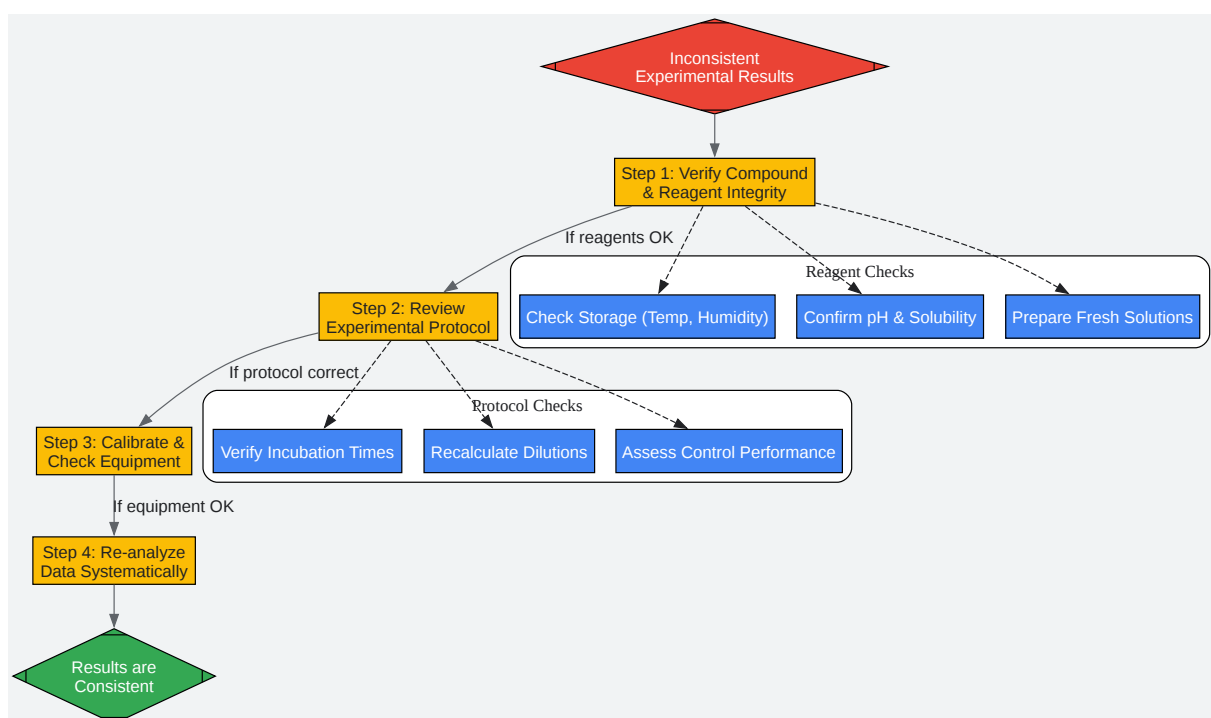 Inconsistent
Experimental Results
Step 1: Verify Compound
& Reagent Integrity
If reagents OK
Reagent Checks
Check Storage (Temp, Humidity)
Confirm pH & Solubility
Prepare Fresh Solutions
Step 2: Review
Experimental Protocol
If protocol correct
Protocol Checks
Verify Incubation Times
Recalculate Dilutions
Assess Control Performance
Step 3: Calibrate &
Check Equipment
If equipment OK
Step 4: Re-analyze
Data Systematically
Results are
Consistent